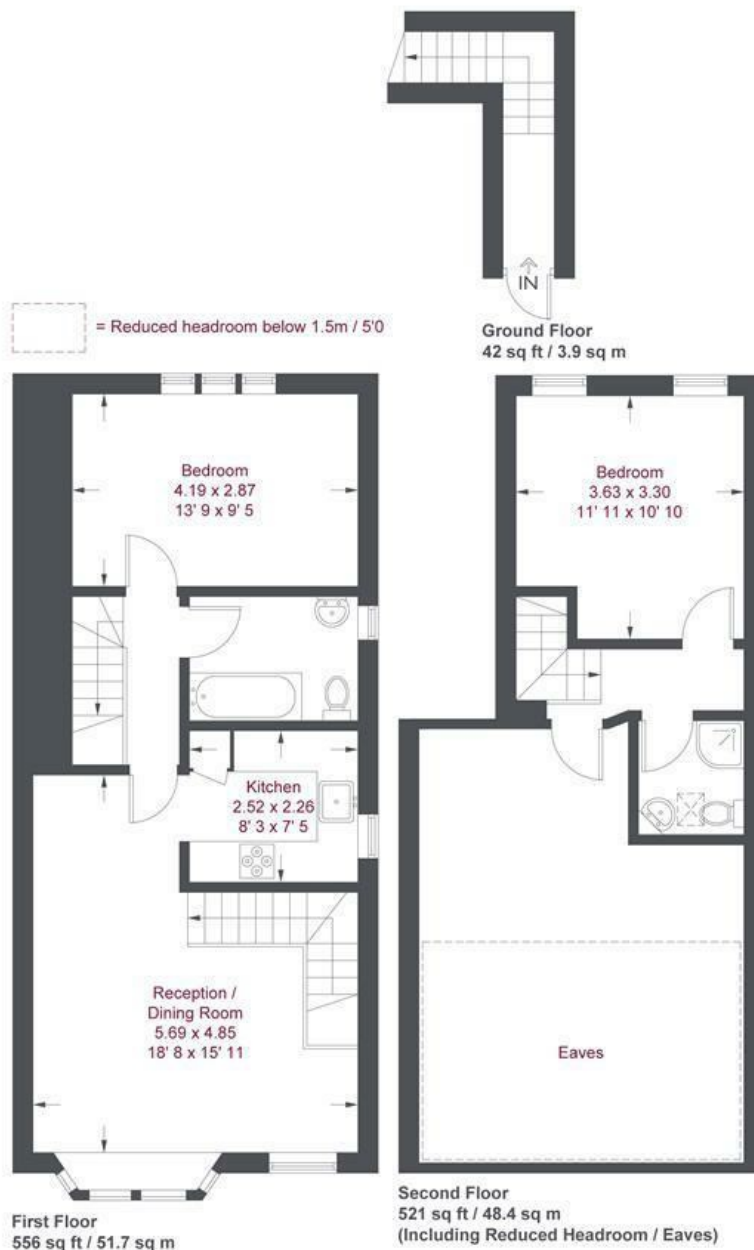 IN
Ground Floor
42 sq ft / 3.9 sq m
= Reduced headroom below 1.5m / 5'0
Bedroom
4.19 x 2.87
13' 9 x 9' 5
Kitchen
2.52 x 2.26
8' 3 x 7' 5
Reception /
Dining Room
5.69 x 4.85
18' 8 x 15' 11
First Floor
556 sq ft / 51.7 sq m
Bedroom
3.63 x 3.30
11' 11 x 10' 10
Eaves
Second Floor
521 sq ft / 48.4 sq m
(Including Reduced Headroom / Eaves)